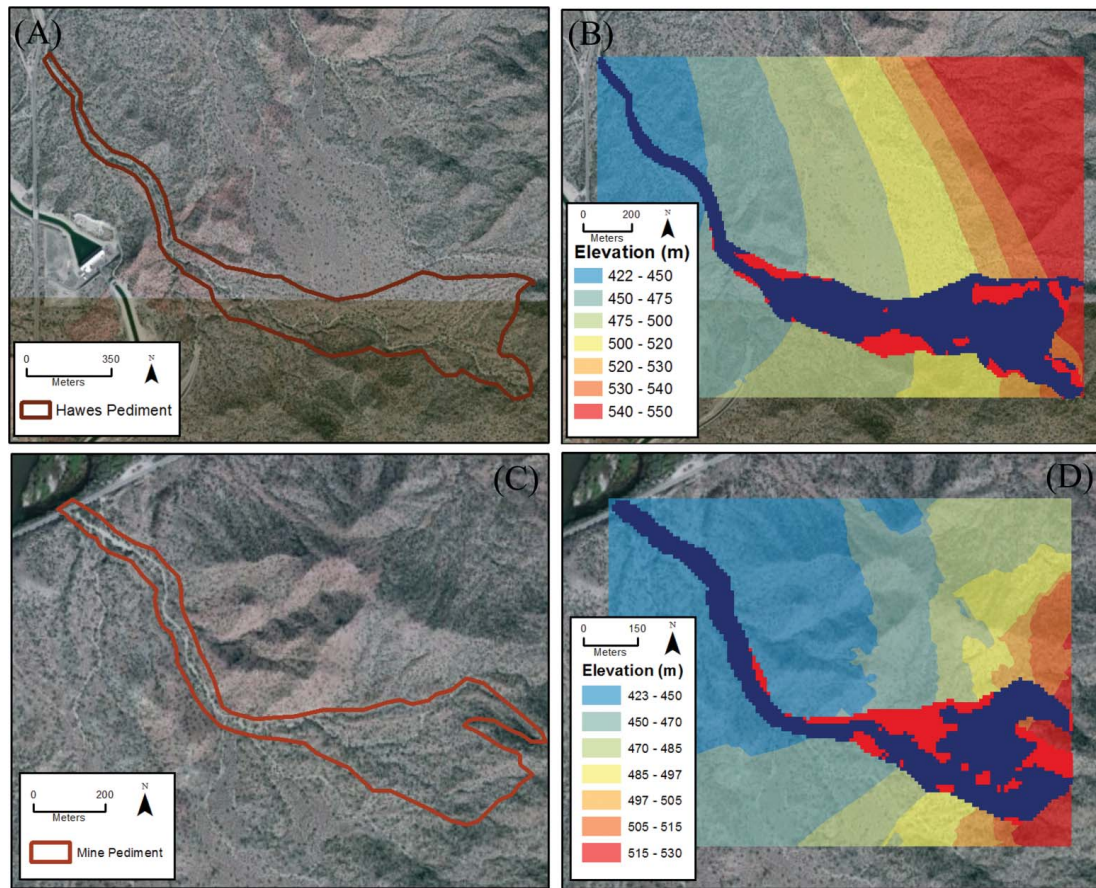 (A)
N
0 350
Meters
Hawes Pediment
(B)
0 200
Meters
N
Elevation (m)
422 - 450
450 - 475
475 - 500
500 - 520
520 - 530
530 - 540
540 - 550
(C)
N
0 200
Meters
Mine Pediment
(D)
0 150
Meters
N
Elevation (m)
423 - 450
450 - 470
470 - 485
485 - 497
497 - 505
505 - 515
515 - 530